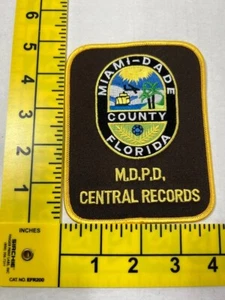 MIAMI-DADE
COUNTY
FLORIDA
M.D.P.D.
CENTRAL RECORDS
6
5
4
3
2
1
INCHES
1
2
3
4